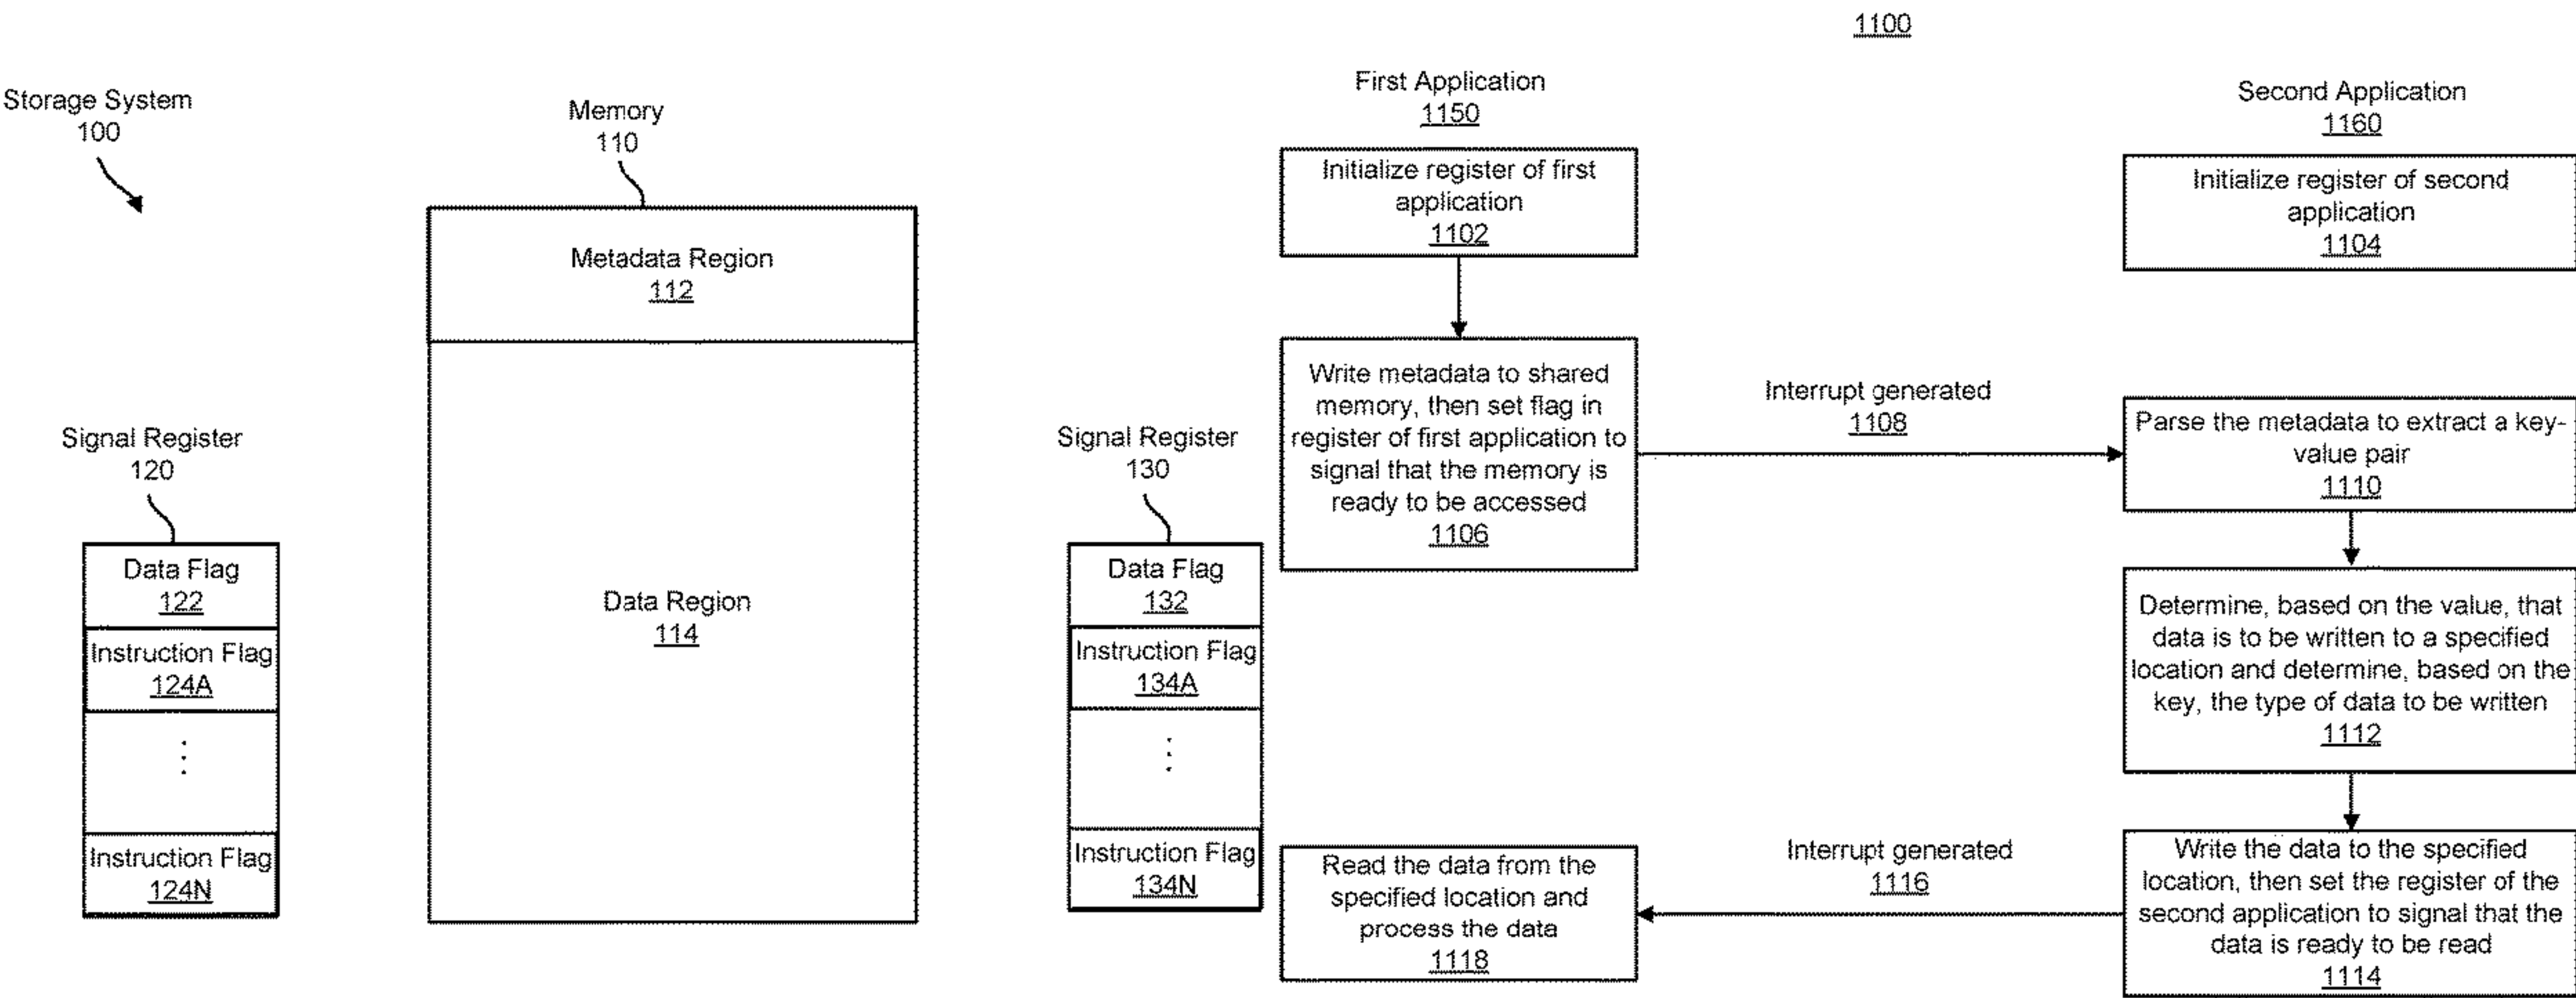 1100
Storage System
100
Memory
110
Metadata Region
112
Data Region
114
Signal Register
120
Data Flag
122
Instruction Flag
124A
⋮
Instruction Flag
124N
Signal Register
130
Data Flag
132
Instruction Flag
134A
⋮
Instruction Flag
134N
First Application
1150
Initialize register of first
application
1102
Write metadata to shared
memory, then set flag in
register of first application to
signal that the memory is
ready to be accessed
1106
Interrupt generated
1108
Second Application
1160
Initialize register of second
application
1104
Parse the metadata to extract a key-
value pair
1110
Determine, based on the value, that
data is to be written to a specified
location and determine, based on the
key, the type of data to be written
1112
Write the data to the specified
location, then set the register of the
second application to signal that the
data is ready to be read
1114
Interrupt generated
1116
Read the data from the
specified location and
process the data
1118